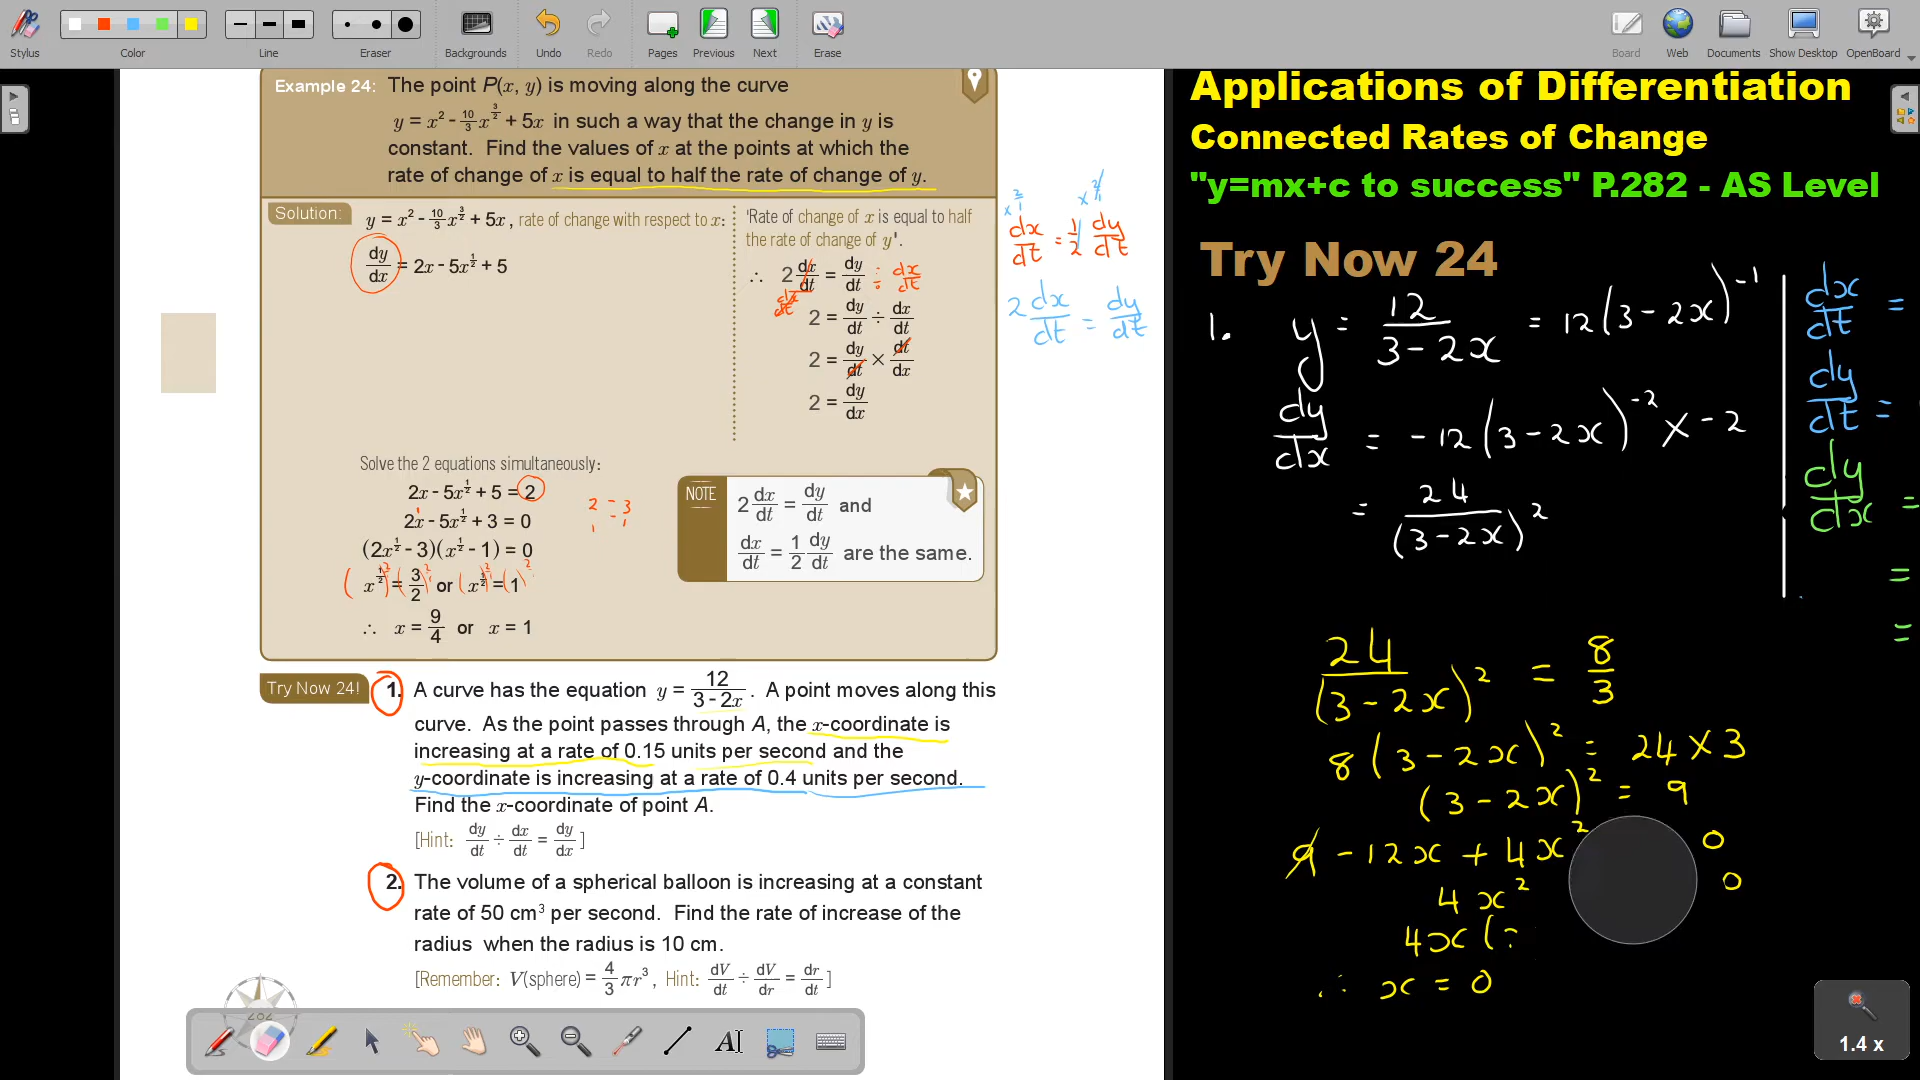 Stylus Color Line Eraser Backgrounds Undo Redo Pages Previous Next Erase Board Web Documents Show Desktop OpenBoard
Example 24: The point P(x, y) is moving along the curve
y = x² - 10/3 x^(3/2) + 5x in such a way that the change in y is
constant. Find the values of x at the points at which the
rate of change of x is equal to half the rate of change of y.
Solution:
y = x² - 10/3 x^(3/2) + 5x, rate of change with respect to x:
dy/dx = 2x - 5x^(1/2) + 5
'Rate of change of x is equal to half
the rate of change of y'.
∴ 2 dx/dt = dy/dt ÷ dx/dt
dx/dt
2 = dy/dt ÷ dx/dt
2 = dy/dt × dt/dx
2 = dy/dx
dx/dt = 1/2 dy/dt
2 dx/dt = dy/dt
Solve the 2 equations simultaneously:
2x - 5x^(1/2) + 5 = 2
2x - 5x^(1/2) + 3 = 0
(2x^(1/2) - 3)(x^(1/2) - 1) = 0
x^(1/2) = 3/2 or x^(1/2) = 1
∴ x = 9/4 or x = 1
2 - 3
1 - 1
NOTE
2 dx/dt = dy/dt and
dx/dt = 1/2 dy/dt are the same.
Try Now 24!
1. A curve has the equation y = 12/(3 - 2x). A point moves along this
curve. As the point passes through A, the x-coordinate is
increasing at a rate of 0.15 units per second and the
y-coordinate is increasing at a rate of 0.4 units per second.
Find the x-coordinate of point A.
[Hint: dy/dt ÷ dx/dt = dy/dx]
2. The volume of a spherical balloon is increasing at a constant
rate of 50 cm³ per second. Find the rate of increase of the
radius when the radius is 10 cm.
[Remember: V(sphere) = 4/3 πr³, Hint: dV/dt ÷ dV/dr = dr/dt]
Applications of Differentiation
Connected Rates of Change
"y=mx+c to success" P.282 - AS Level
Try Now 24
1. y = 12/(3 - 2x) = 12(3 - 2x)^-1
dy/dx = -12(3 - 2x)^-2 × -2
= 24/(3 - 2x)²
dx/dt =
dy/dt =
dy/dx =
=
=
24/(3 - 2x)² = 8/3
8(3 - 2x)² = 24 × 3
(3 - 2x)² = 9
9 - 12x + 4x² 0
4x² 0
4x(
∴ x = 0
1.4 x